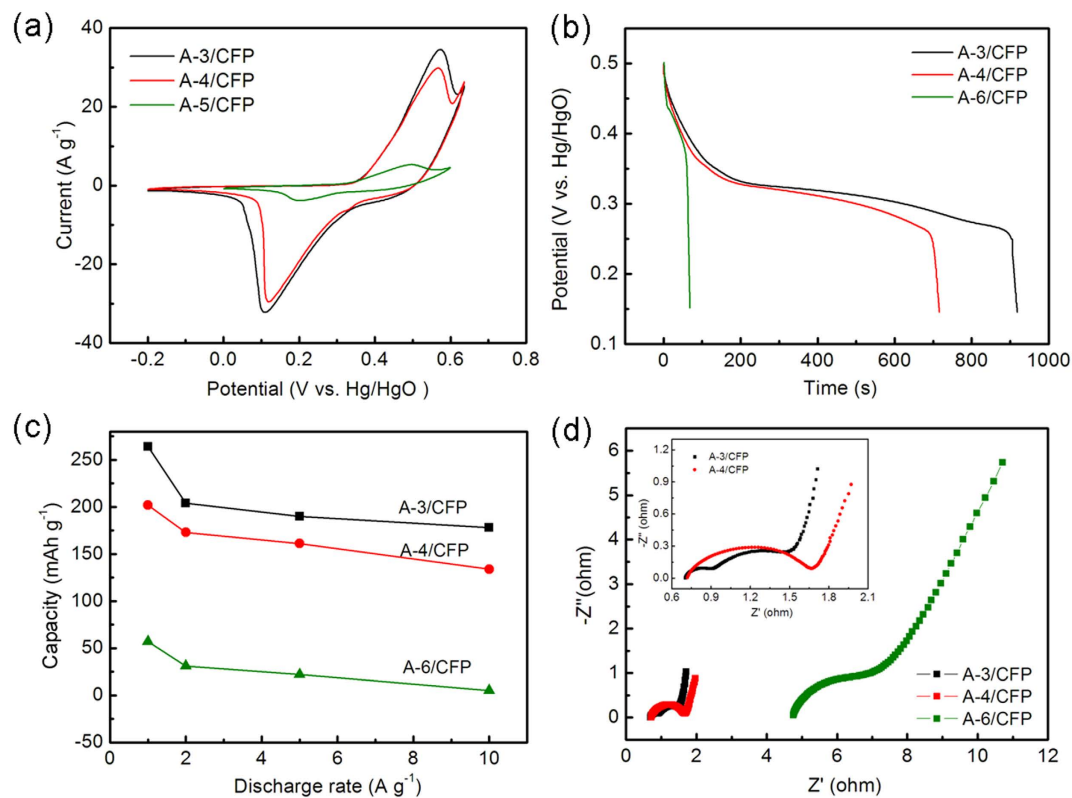 (a)
40
20
0
-20
-40
Current (A g⁻¹)
A-3/CFP
A-4/CFP
A-5/CFP
-0.2 0.0 0.2 0.4 0.6 0.8
Potential (V vs. Hg/HgO )
(b)
0.5
0.4
0.3
0.2
0.1
Potential (V vs. Hg/HgO)
A-3/CFP
A-4/CFP
A-6/CFP
0 200 400 600 800 1000
Time (s)
(c)
250
200
150
100
50
0
-50
Capacity (mAh g⁻¹)
A-3/CFP
A-4/CFP
A-6/CFP
0 2 4 6 8 10
Discharge rate (A g⁻¹)
(d)
6
5
4
3
2
1
0
-Z''(ohm)
1.2
0.9
0.6
0.3
0.0
-Z'' (ohm)
A-3/CFP
A-4/CFP
0.6 0.9 1.2 1.5 1.8 2.1
Z' (ohm)
A-3/CFP
A-4/CFP
A-6/CFP
0 2 4 6 8 10 12
Z' (ohm)